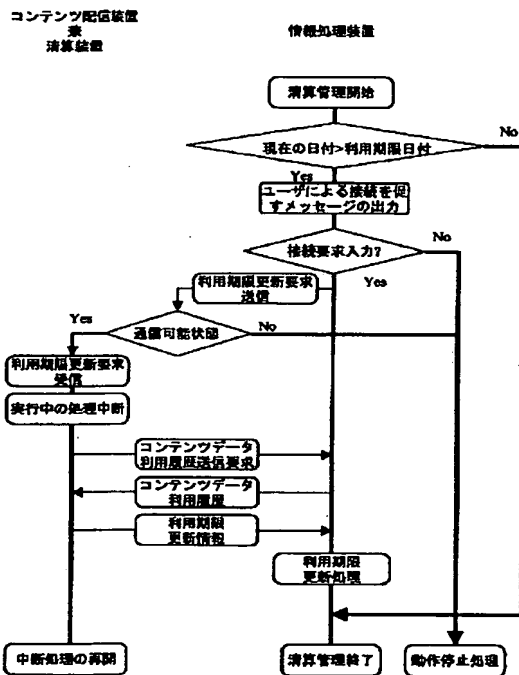 コンテンツ配信装置
兼
清算装置
情報処理装置
清算管理開始
現在の日付>利用期限日付
No
Yes
ユーザによる接続を促
すメッセージの出力
接続要求入力?
No
Yes
利用期限更新要求
送信
通信可能状態
Yes
No
利用期限更新要求
受信
実行中の処理中断
コンテンツデータ
利用履歴送信要求
コンテンツデータ
利用履歴
利用期限
更新情報
利用期限
更新処理
中断処理の再開
清算管理終了
動作停止処理